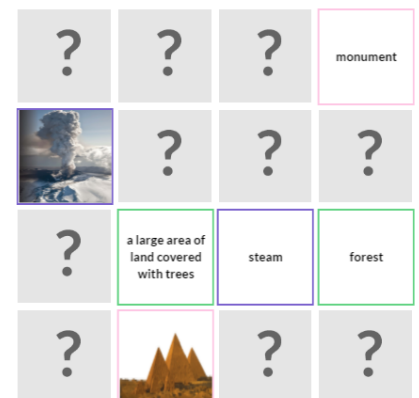 ? ? ? monument
? ? ?
? a large area of
land covered
with trees steam forest
? ? ?